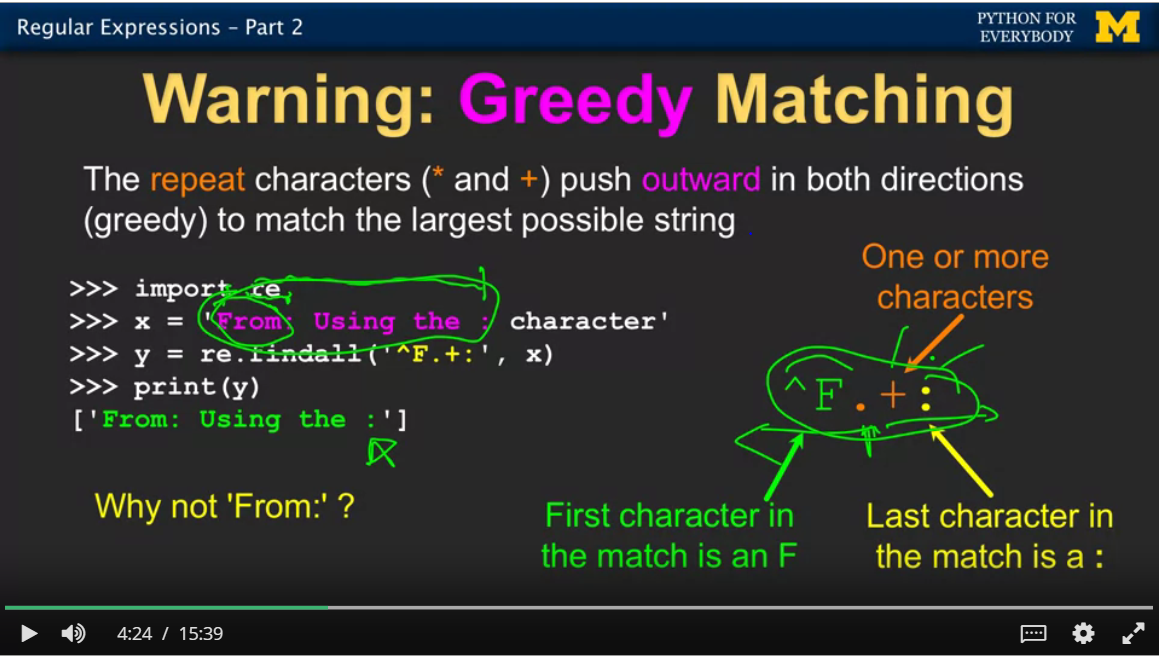 Regular Expressions – Part 2
PYTHON FOR
EVERYBODY
M
Warning: Greedy Matching
The repeat characters (* and +) push outward in both directions
(greedy) to match the largest possible string
One or more
characters
>>> import re
>>> x = 'From: Using the : character'
>>> y = re.findall('^F.+:', x)
>>> print(y)
['From: Using the :']
^F.+:
Why not 'From:' ?
First character in
the match is an F
Last character in
the match is a :
4:24 / 15:39